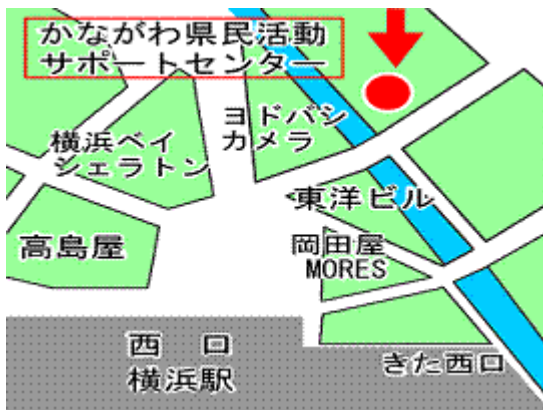 かながわ県民活動
サポートセンター
ヨドバシ
カメラ
横浜ベイ
シェラトン
東洋ビル
高島屋
岡田屋
MORES
西 口
横浜駅
きた西口